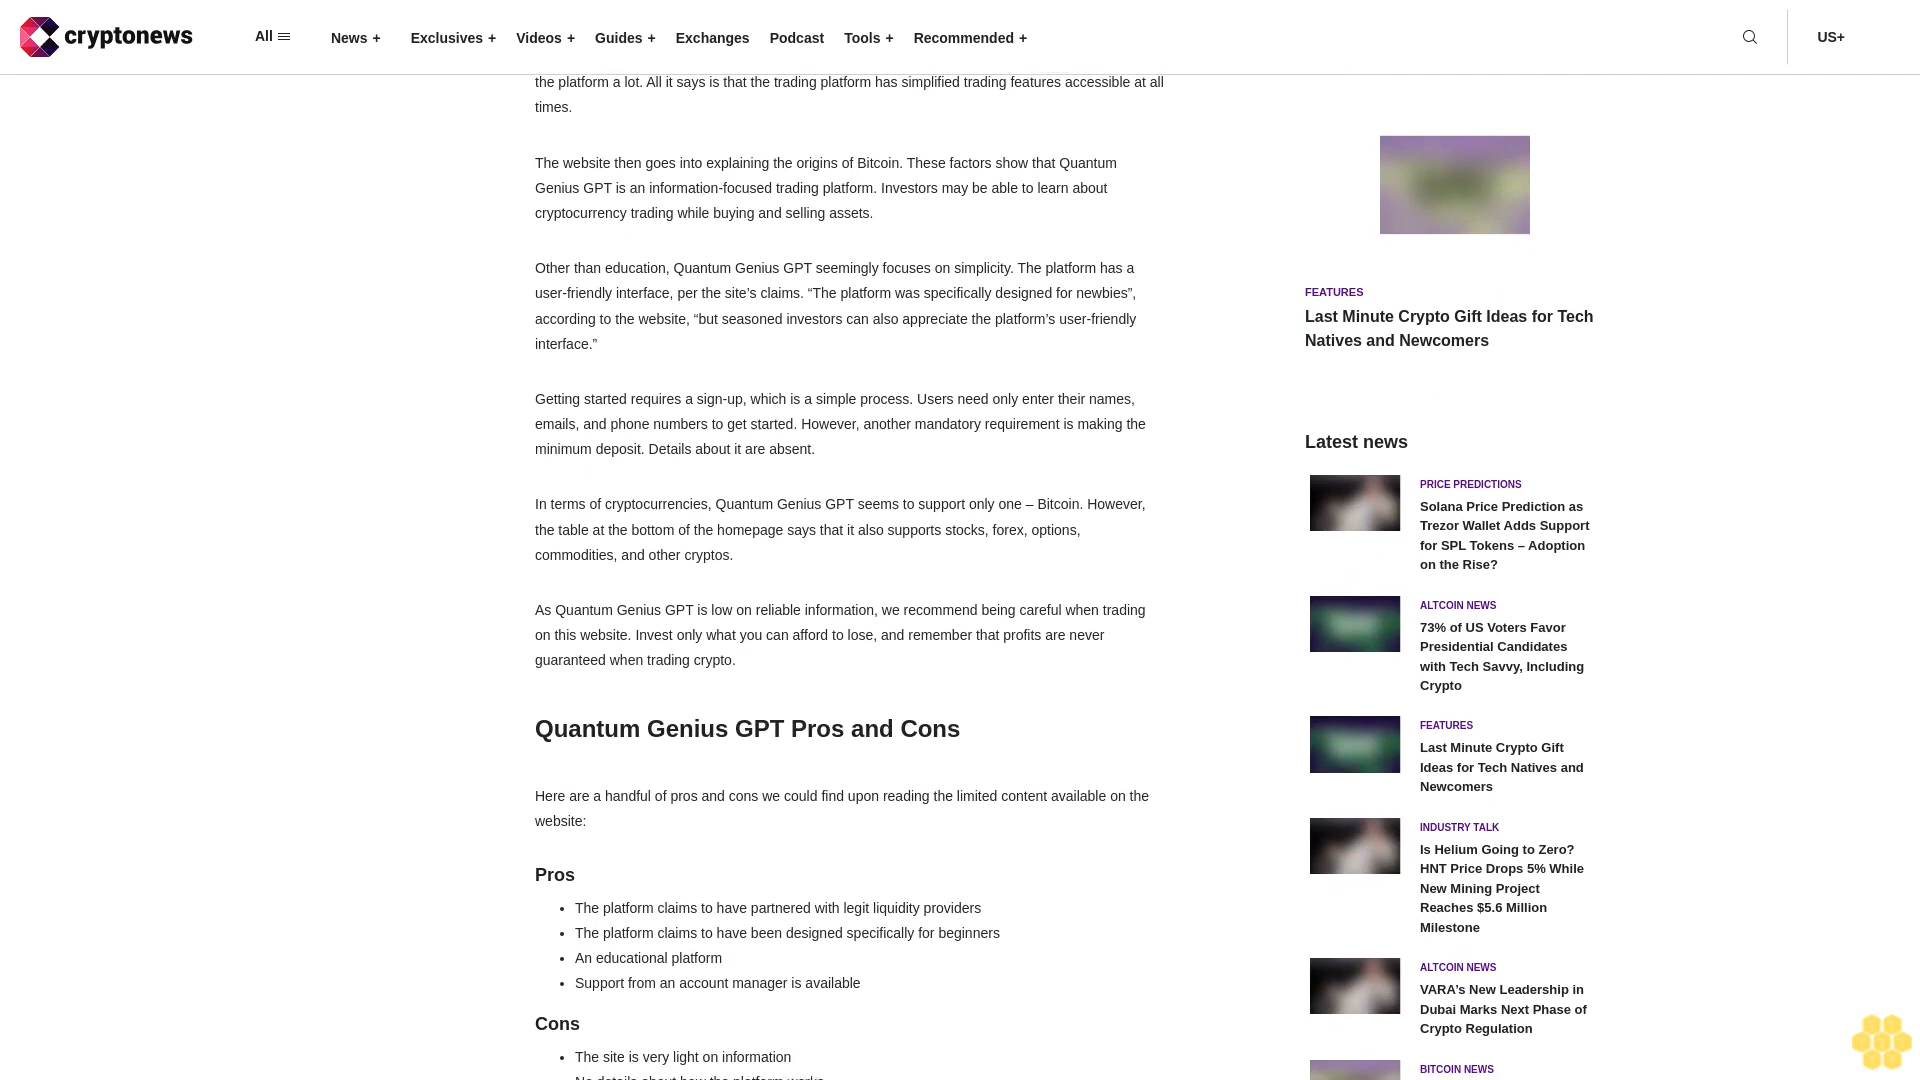 cryptonews
All
News +
Exclusives +
Videos +
Guides +
Exchanges
Podcast
Tools +
Recommended +
US+
the platform a lot. All it says is that the trading platform has simplified trading features accessible at all
times.
The website then goes into explaining the origins of Bitcoin. These factors show that Quantum
Genius GPT is an information-focused trading platform. Investors may be able to learn about
cryptocurrency trading while buying and selling assets.
Other than education, Quantum Genius GPT seemingly focuses on simplicity. The platform has a
user-friendly interface, per the site’s claims. “The platform was specifically designed for newbies”,
according to the website, “but seasoned investors can also appreciate the platform’s user-friendly
interface.”
Getting started requires a sign-up, which is a simple process. Users need only enter their names,
emails, and phone numbers to get started. However, another mandatory requirement is making the
minimum deposit. Details about it are absent.
In terms of cryptocurrencies, Quantum Genius GPT seems to support only one – Bitcoin. However,
the table at the bottom of the homepage says that it also supports stocks, forex, options,
commodities, and other cryptos.
As Quantum Genius GPT is low on reliable information, we recommend being careful when trading
on this website. Invest only what you can afford to lose, and remember that profits are never
guaranteed when trading crypto.
Quantum Genius GPT Pros and Cons
Here are a handful of pros and cons we could find upon reading the limited content available on the
website:
Pros
• The platform claims to have partnered with legit liquidity providers
• The platform claims to have been designed specifically for beginners
• An educational platform
• Support from an account manager is available
Cons
• The site is very light on information
No details about how the platform works
FEATURES
Last Minute Crypto Gift Ideas for Tech
Natives and Newcomers
Latest news
PRICE PREDICTIONS
Solana Price Prediction as
Trezor Wallet Adds Support
for SPL Tokens – Adoption
on the Rise?
ALTCOIN NEWS
73% of US Voters Favor
Presidential Candidates
with Tech Savvy, Including
Crypto
FEATURES
Last Minute Crypto Gift
Ideas for Tech Natives and
Newcomers
INDUSTRY TALK
Is Helium Going to Zero?
HNT Price Drops 5% While
New Mining Project
Reaches $5.6 Million
Milestone
ALTCOIN NEWS
VARA’s New Leadership in
Dubai Marks Next Phase of
Crypto Regulation
BITCOIN NEWS